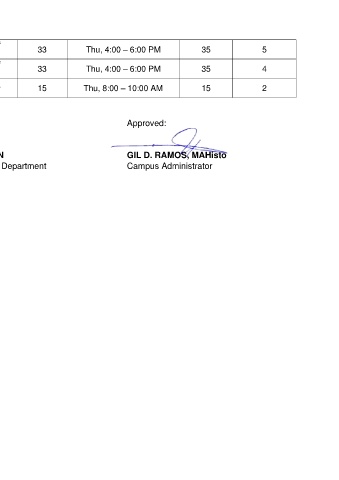 33 Thu, 4:00 – 6:00 PM 35 5
33 Thu, 4:00 – 6:00 PM 35 4
15 Thu, 8:00 – 10:00 AM 15 2
Approved:
N GIL D. RAMOS, MAHisto
Department Campus Administrator